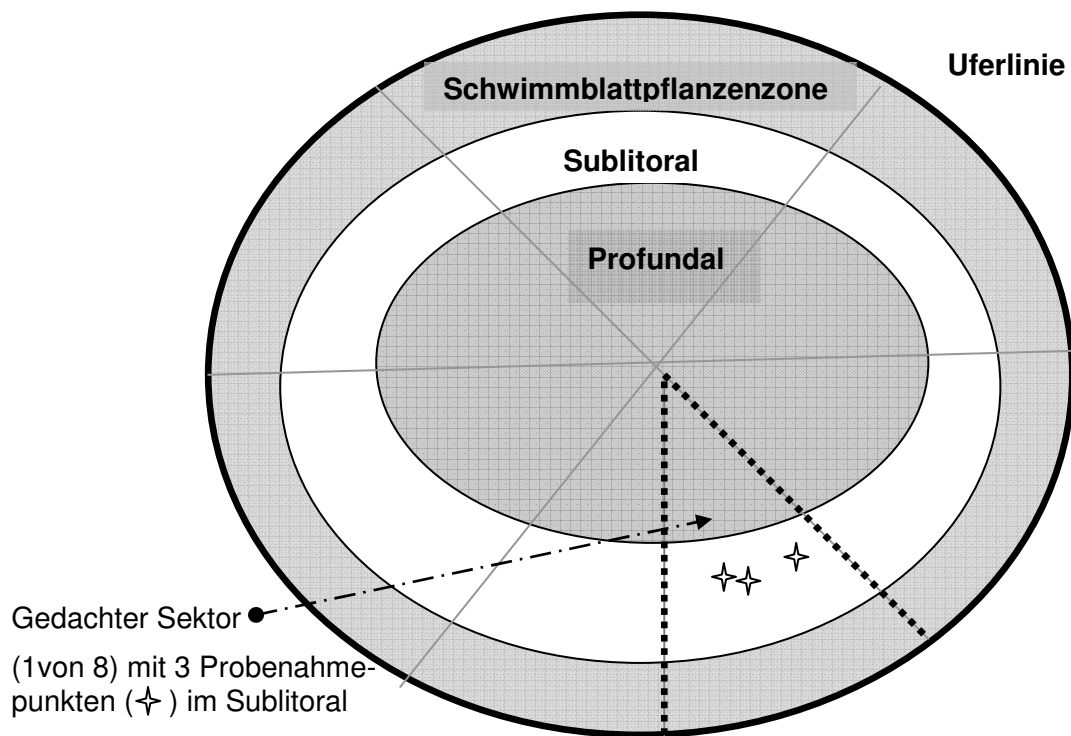 Uferlinie
Schwimmblattpflanzenzone
Sublitoral
Profundal
Gedachter Sektor
(1von 8) mit 3 Probenahme-
punkten (✧) im Sublitoral